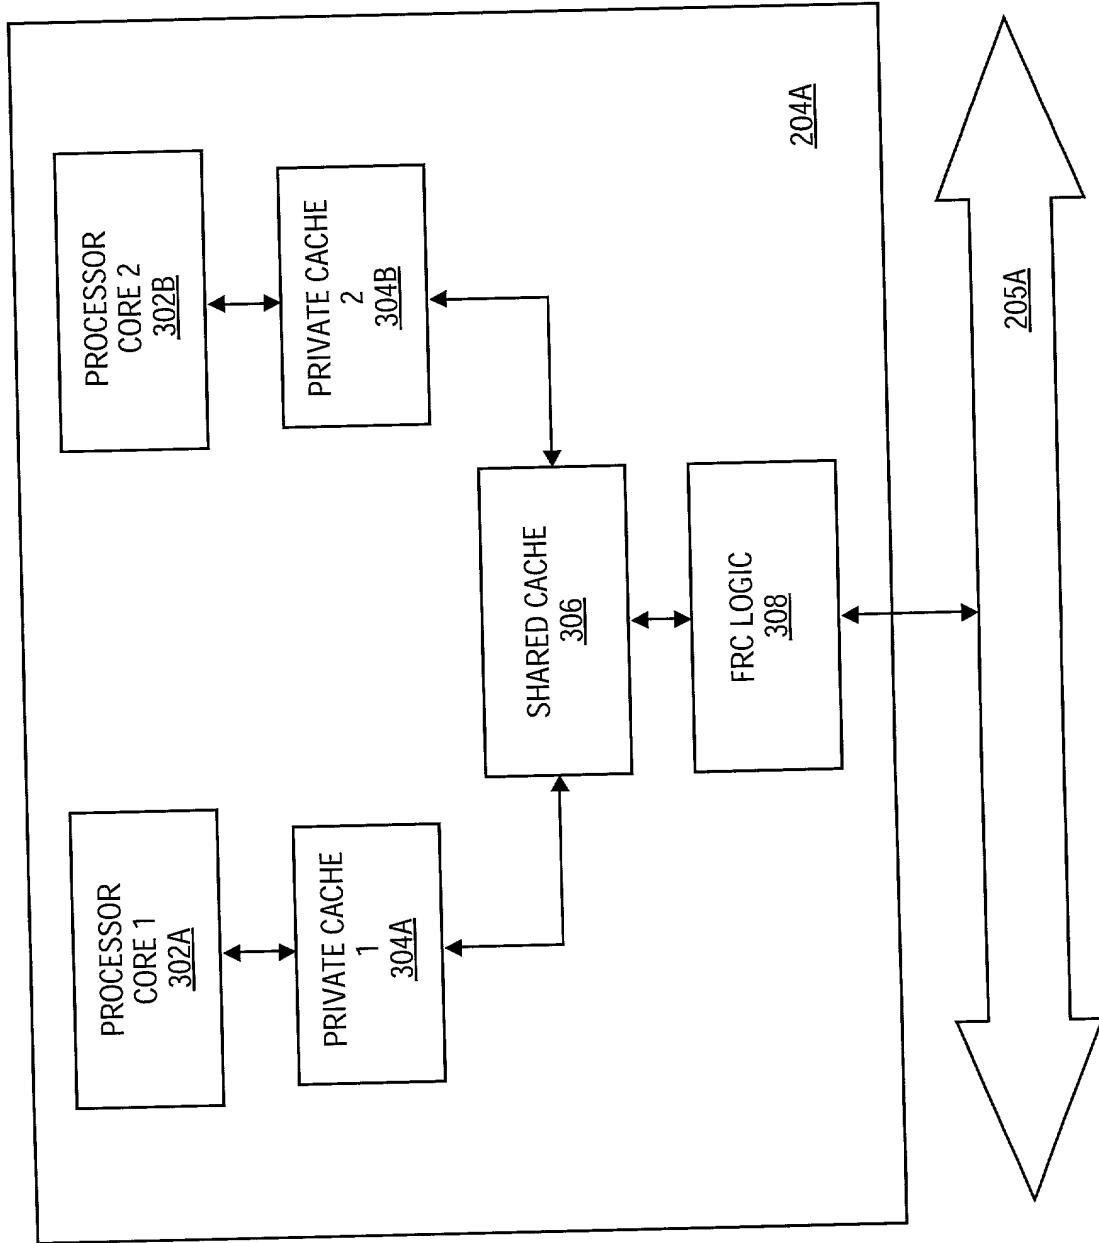 PROCESSOR
CORE 1
302A
PROCESSOR
CORE 2
302B
PRIVATE CACHE
1
304A
PRIVATE CACHE
2
304B
SHARED CACHE
306
FRC LOGIC
308
204A
205A